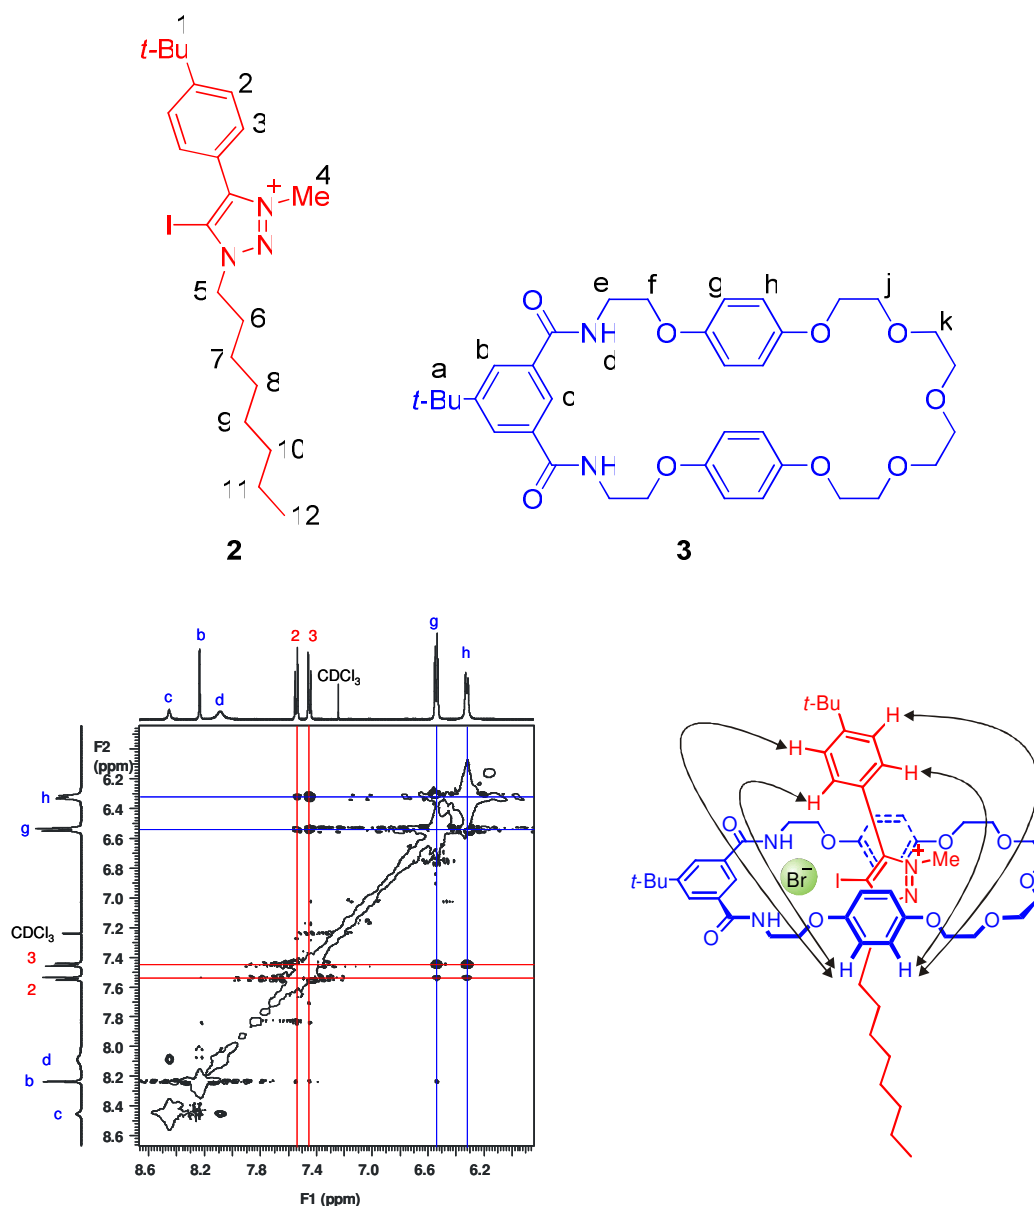 1
t-Bu
2
3
4
+
Me
N
I
N
N
5
6
7
8
9
10
11
12
2
O
e
f
g
h
j
k
NH
O
O
O
O
b
d
a
c
t-Bu
O
NH
O
O
O
O
O
3
b
2
3
g
h
CDCl3
c
d
F2
(ppm)
h
6.2
6.4
g
6.6
6.8
7.0
CDCl3
7.2
3
7.4
2
7.6
7.8
d
8.0
b
8.2
c
8.4
8.6
8.6
8.2
7.8
7.4
7.0
6.6
6.2
F1 (ppm)
t-Bu
H
H
H
H
O
NH
O
O
O
+
N
Me
I
N
N
O
t-Bu
Br−
O
NH
O
O
O
H
H